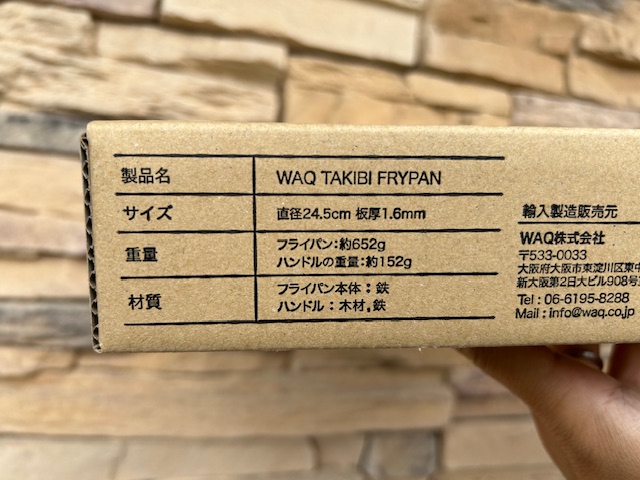 製品名 WAQ TAKIBI FRYPAN
サイズ 直径24.5cm 板厚1.6mm
重量 フライパン:約652g
ハンドルの重量:約152g
材質 フライパン本体：鉄
ハンドル：木材,鉄
輸入製造販売元
WAQ株式会社
〒533-0033
大阪府大阪市東淀川区東中
新大阪第2日大ビル908号
Tel : 06-6195-8288
Mail : info@waq.co.jp